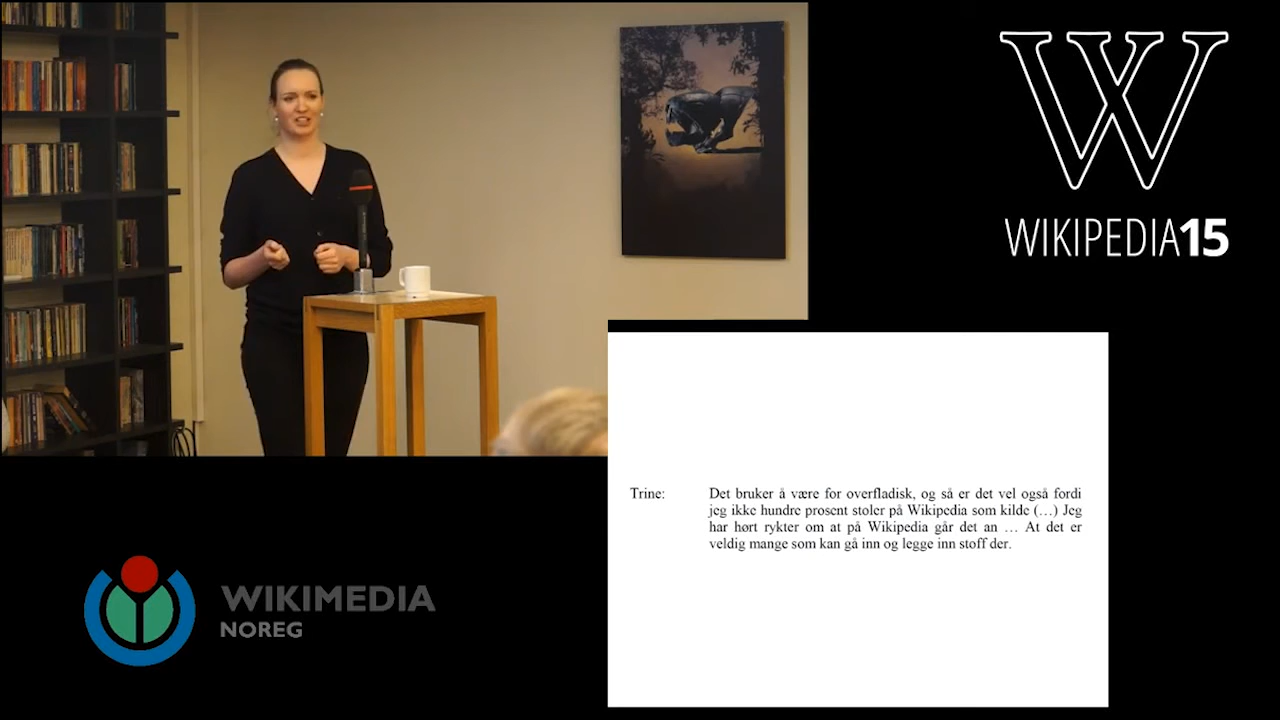 W
WIKIPEDIA15
Trine: Det bruker å være for overfladisk, og så er det vel også fordi
jeg ikke hundre prosent stoler på Wikipedia som kilde (…) Jeg
har hørt rykter om at på Wikipedia går det an … At det er
veldig mange som kan gå inn og legge inn stoff der.
WIKIMEDIA
NOREG